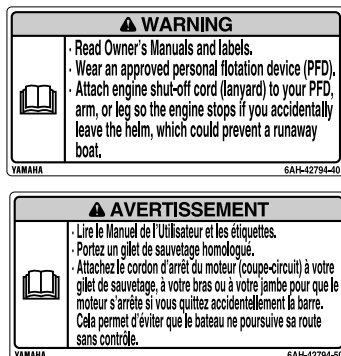 ⚠ WARNING
· Read Owner's Manuals and labels.
· Wear an approved personal flotation device (PFD).
· Attach engine shut-off cord (lanyard) to your PFD,
arm, or leg so the engine stops if you accidentally
leave the helm, which could prevent a runaway
boat.
YAMAHA 6AH-42794-40
⚠ AVERTISSEMENT
· Lire le Manuel de l'Utilisateur et les étiquettes.
· Portez un gilet de sauvetage homologué.
· Attachez le cordon d'arrêt du moteur (coupe-circuit) à votre
gilet de sauvetage, à votre bras ou à votre jambe pour que le
moteur s'arrête si vous quittez accidentellement la barre.
Cela permet d'éviter que le bateau ne poursuive sa route
sans contrôle.
YAMAHA 6AH-42794-50